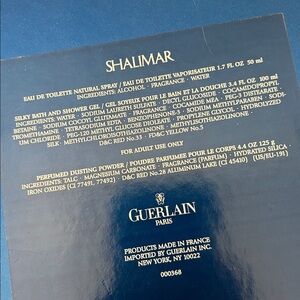 SHALIMAR
EAU DE TOILETTE NATURAL SPRAY / EAU DE TOILETTE VAPORISATEUR 1.7 FL. OZ 50 ml
INGREDIENTS: ALCOHOL - FRAGRANCE - WATER
SILKY BATH AND SHOWER GEL / GEL SOYEUX POUR LE BAIN ET LA DOUCHE 3.4 FL. OZ 100 ml
INGREDIENTS: WATER - SODIUM LAURETH SULFATE - DECYL GLUCOSIDE - COCAMIDOPROPYL
BETAINE - SODIUM COCOYL GLUTAMATE - FRAGRANCE - COCAMIDE MEA - PEG-3 DISTEARATE
TROMETHAMINE - TETRASODIUM EDTA - HYDROLYZED
UM CHLORIDE - PEG-120 METHYL GLUCOSE DIOLEATE - PROPYLENE GLYCOL
SILK - METHYLCHLOROISOTHIAZOLINONE - METHYLISOTHIAZOLINONE
D&C RED No.33 - FD&C YELLOW No.5
FOR ADULT USE ONLY
PERFUMED DUSTING POWDER / POUDRE PARFUMEE POUR LE CORPS 4.4 OZ 125 g
INGREDIENTS: TALC - MAGNESIUM CARBONATE - FRAGRANCE (PARFUM) - HYDRATED SILICA -
IRON OXIDES (CI 77491, 77492) - D&C RED No.28 ALUMINUM LAKE (CI 45410) (US/EU-191)
GUERLAIN
PARIS
PRODUCTS MADE IN FRANCE
IMPORTED BY GUERLAIN INC.
NEW YORK, NY 10022
000368